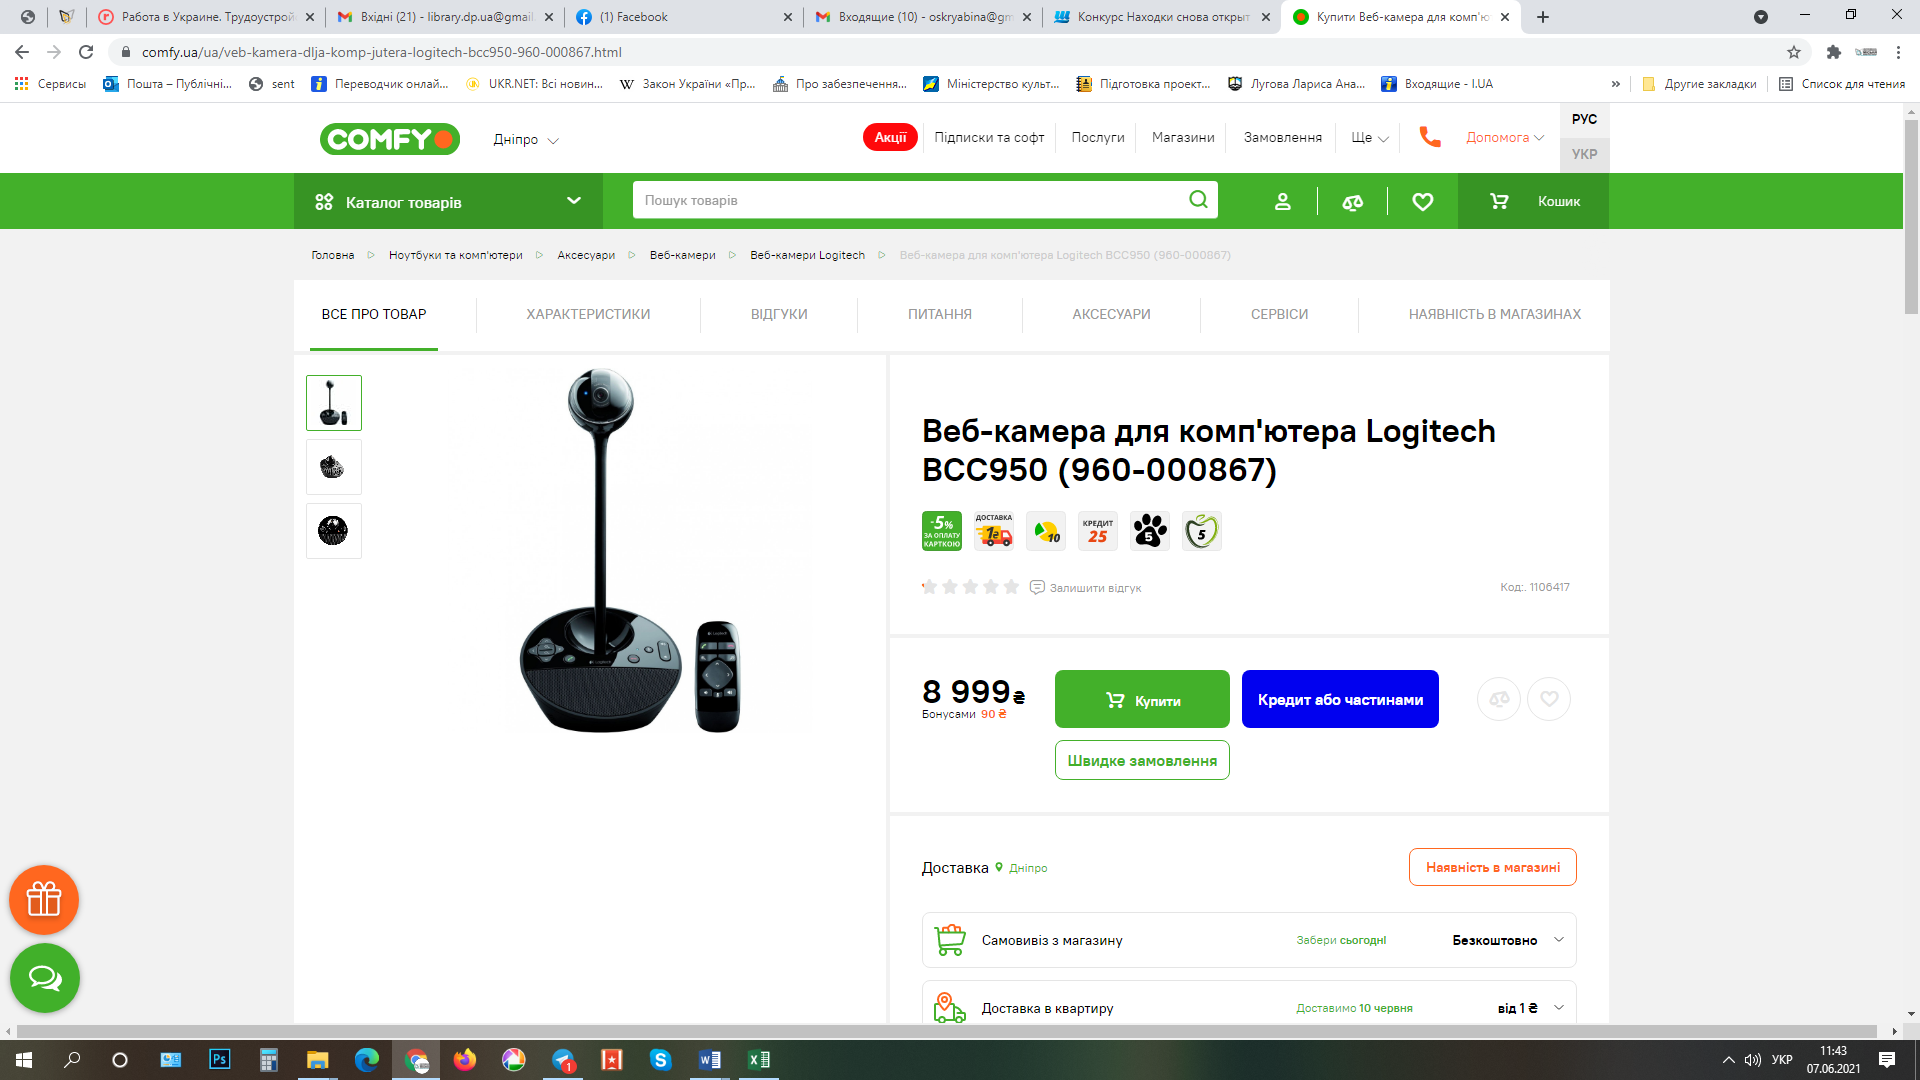 Работа в Украине. Трудоустрой
Вхідні (21) - library.dp.ua@gmail.
(1) Facebook
Входящие (10) - oskryabina@gm
Конкурс Находки снова открыт
Купити Веб-камера для комп'ю
comfy.ua/ua/veb-kamera-dlja-komp-jutera-logitech-bcc950-960-000867.html
Сервисы
Пошта – Публічні...
sent
Переводчик онлай...
UKR.NET: Всі новин...
Закон України «Пр...
Про забезпечення...
Міністерство культ...
Підготовка проект...
Лугова Лариса Ана...
Входящие - I.UA
»
Другие закладки
Список для чтения
COMFY
Дніпро
Акції
Підписки та софт
Послуги
Магазини
Замовлення
Ще
Допомога
РУС
УКР
Каталог товарів
Пошук товарів
Кошик
Головна
Ноутбуки та комп'ютери
Аксесуари
Веб-камери
Веб-камери Logitech
Веб-камера для комп'ютера Logitech BCC950 (960-000867)
ВСЕ ПРО ТОВАР
ХАРАКТЕРИСТИКИ
ВІДГУКИ
ПИТАННЯ
АКСЕСУАРИ
СЕРВІСИ
НАЯВНІСТЬ В МАГАЗИНАХ
Веб-камера для комп'ютера Logitech
BCC950 (960-000867)
-5%
ЗА ОПЛАТУ
КАРТКОЮ
ДОСТАВКА
1₴
10
КРЕДИТ
25
5
5
Залишити відгук
Код:. 1106417
8 999 ₴
Бонусами 90 ₴
Купити
Кредит або частинами
Швидке замовлення
Доставка
Дніпро
Наявність в магазині
Самовивіз з магазину
Забери сьогодні
Безкоштовно
Доставка в квартиру
Доставимо 10 червня
від 1 ₴
Ps
1
УКР
11:43
07.06.2021